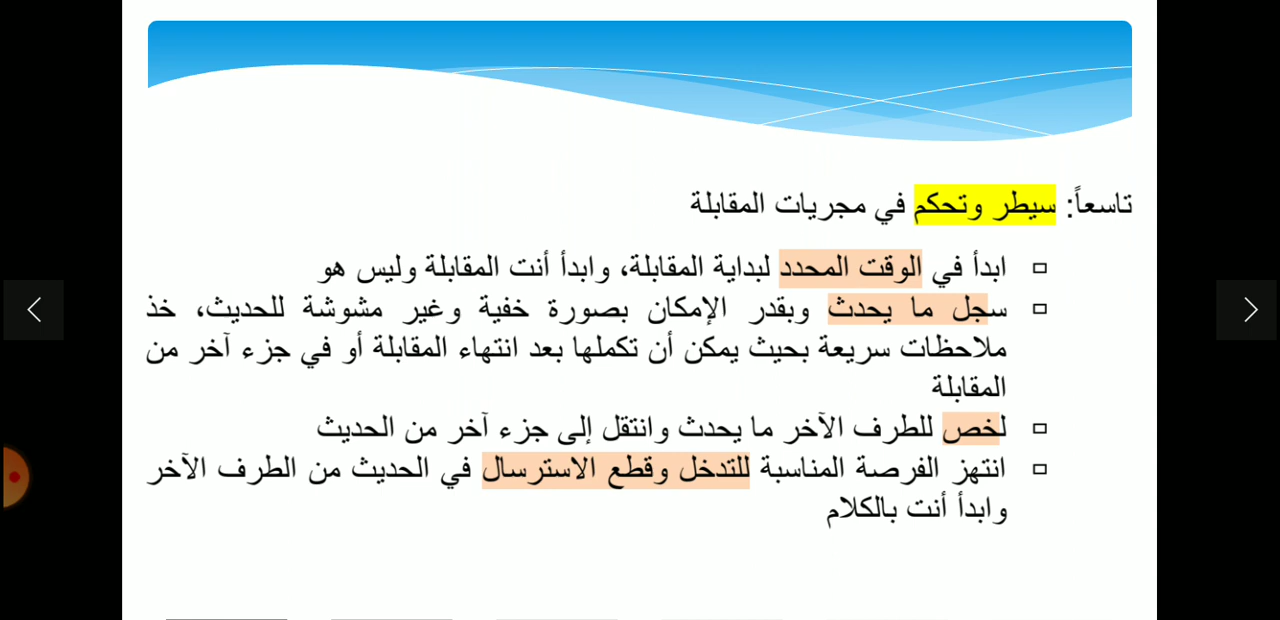 تاسعاً: سيطر وتحكم في مجريات المقابلة
ابدأ في الوقت المحدد لبداية المقابلة، وابدأ أنت المقابلة وليس هو
سجل ما يحدث وبقدر الإمكان بصورة خفية وغير مشوشة للحديث، خذ
ملاحظات سريعة بحيث يمكن أن تكملها بعد انتهاء المقابلة أو في جزء آخر من
المقابلة
لخص للطرف الآخر ما يحدث وانتقل إلى جزء آخر من الحديث
انتهز الفرصة المناسبة للتدخل وقطع الاسترسال في الحديث من الطرف الآخر
وابدأ أنت بالكلام